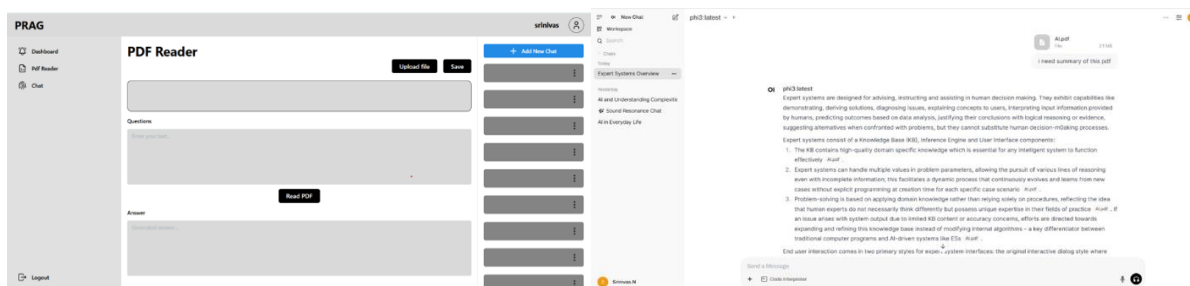 PRAG
srinivas
Dashboard
Pdf Reader
Chat
Logout
PDF Reader
Upload file
Save
Questions
Enter your text...
Read PDF
Answer
+ Add New Chat
New Chat
Workspace
Search
Chats
Today
Expert Systems Overview
Yesterday
AI and Understanding Complexitie
Sound Resonance Chat
AI in Everyday Life
Srinivas N
phi3:latest
AI.pdf
File
i need summary of this pdf
OI phi3:latest
Expert systems are designed for advising, instructing and assisting in human decision making. They exhibit capabilities like
demonstrating, deriving solutions, diagnosing issues, explaining concepts to users, interpreting input information provided
by humans, predicting outcomes based on data analysis, justifying their conclusions with logical reasoning or evidence,
suggesting alternatives when confronted with problems, but they cannot substitute human decision-m0aking processes.
Expert systems consist of a Knowledge Base (KB), Inference Engine and User Interface components:
1. The KB contains high-quality domain specific knowledge which is essential for any intelligent system to function
effectively AI.pdf .
2. Expert systems can handle multiple values in problem parameters, allowing the pursuit of various lines of reasoning
even with incomplete information; this facilitates a dynamic process that continuously evolves and learns from new
cases without explicit programming at creation time for each specific case scenario AI.pdf .
3. Problem-solving is based on applying domain knowledge rather than relying solely on procedures, reflecting the idea
that human experts do not necessarily think differently but possess unique expertise in their fields of practice AI.pdf . If
an issue arises with system output due to limited KB content or accuracy concerns, efforts are directed towards
expanding and refining this knowledge base instead of modifying internal algorithms – a key differentiator between
traditional computer programs and AI-driven systems like ESs AI.pdf .
End user interaction comes in two primary styles for expert system interfaces: the original interactive dialog style where
Send a Message
+ Code Interpreter